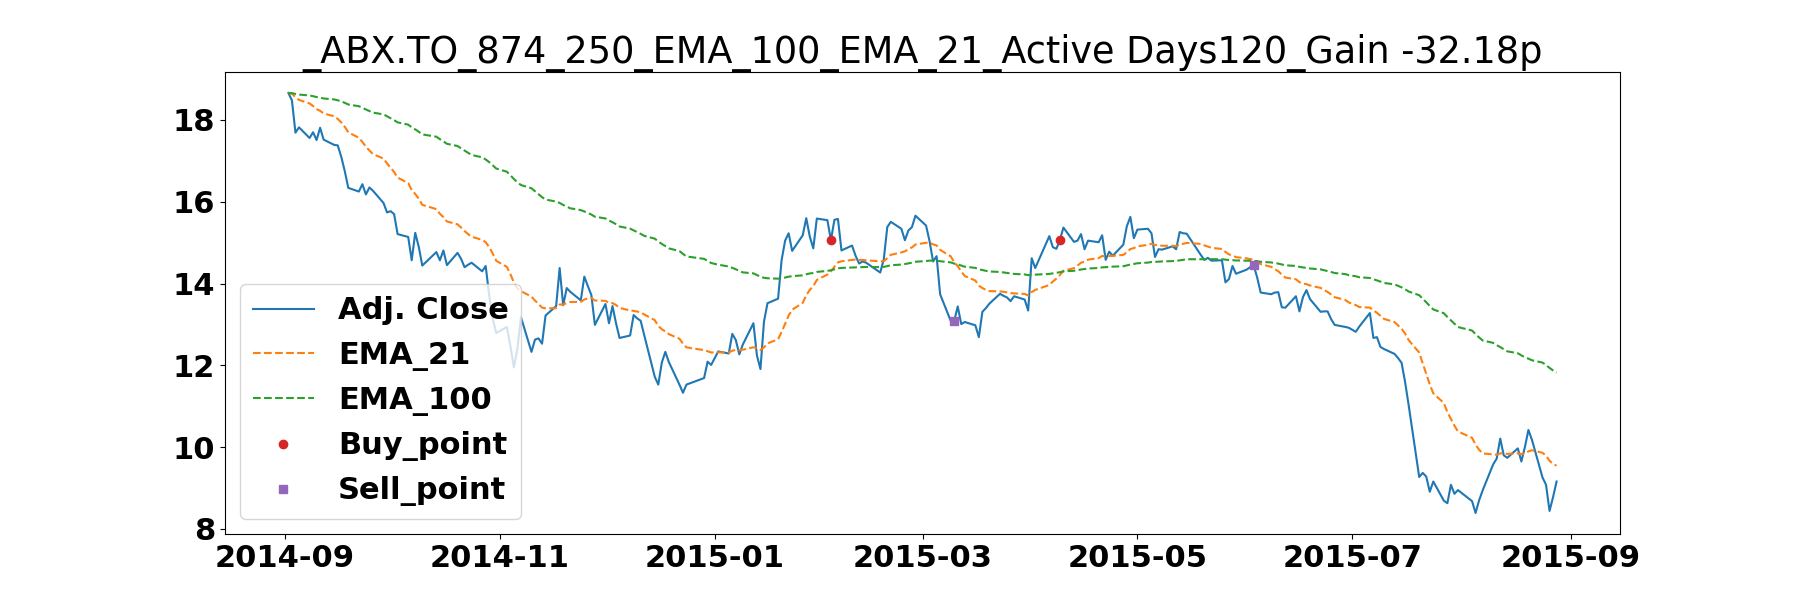 _ABX.TO_874_250_EMA_100_EMA_21_Active Days120_Gain -32.18p
18
16
14
12
10
8
Adj. Close
EMA_21
EMA_100
Buy_point
Sell_point
2014-09 2014-11 2015-01 2015-03 2015-05 2015-07 2015-09